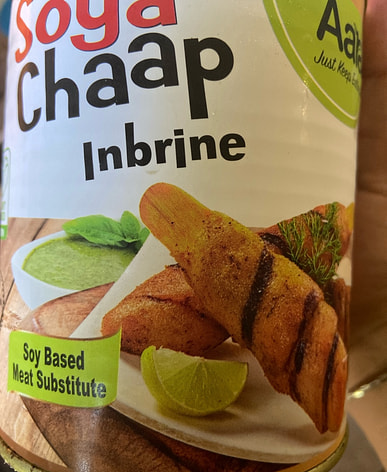 Soya
Chaap
Inbrine
Soy Based
Meat Substitute